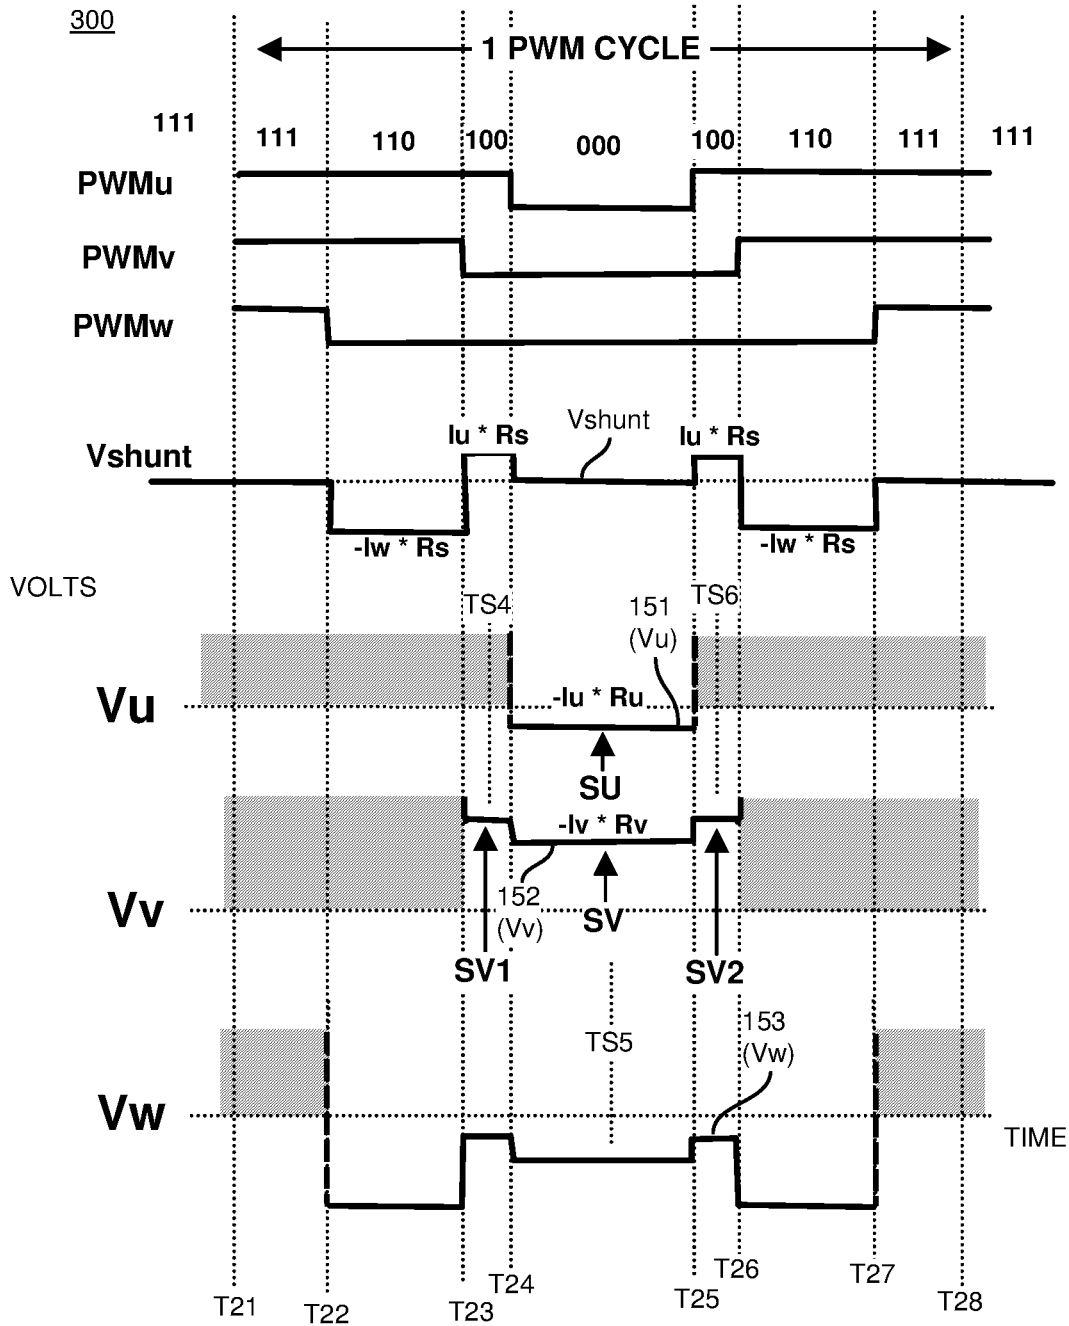 300
1 PWM CYCLE
111 111 110 100 000 100 110 111 111
PWMu
PWMv
PWMw
Vshunt
Iu * Rs
Iu * Rs
Vshunt
-Iw * Rs
-Iw * Rs
VOLTS
TS4
151
(Vu)
TS6
Vu
-Iu * Ru
SU
-Iv * Rv
152
(Vv)
SV
Vv
SV1
SV2
TS5
153
(Vw)
Vw
TIME
T21
T22
T23
T24
T25
T26
T27
T28